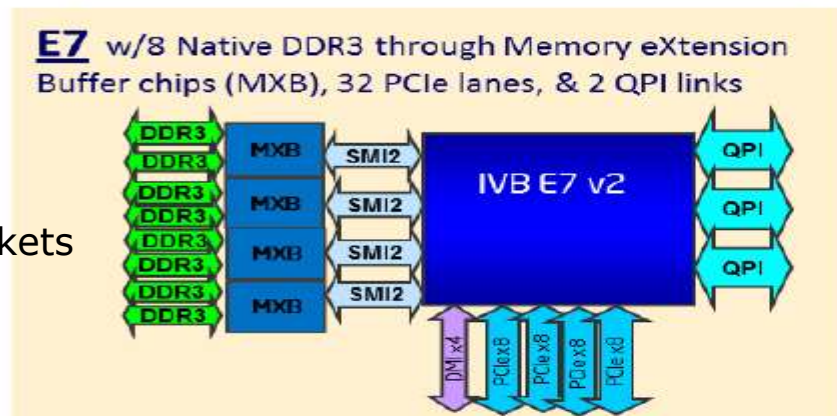 E7 w/8 Native DDR3 through Memory eXtension
Buffer chips (MXB), 32 PCIe lanes, & 2 QPI links
kets
DDR3
DDR3
DDR3
DDR3
DDR3
DDR3
DDR3
DDR3
MXB
MXB
MXB
MXB
SMI2
SMI2
SMI2
SMI2
IVB E7 v2
QPI
QPI
QPI
DMI x4
PCIe x8
PCIe x8
PCIe x8
PCIe x8